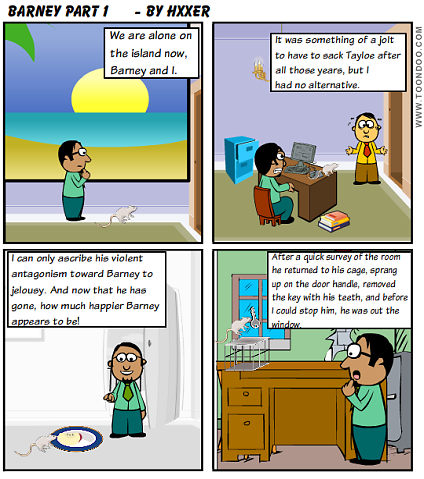 BARNEY PART 1 - BY HXXER
We are alone on
the island now,
Barney and I.
It was something of a jolt
to have to sack Tayloe after
all those years, but I
had no alternative.
I can only ascribe his violent
antagonism toward Barney to
jelousy. And now that he has
gone, how much happier Barney
appears to be!
After a quick survey of the room
he returned to his cage, sprang
up on the door handle, removed
the key with his teeth, and before
I could stop him, he was out the
window.
WWW.TOONDOO.COM